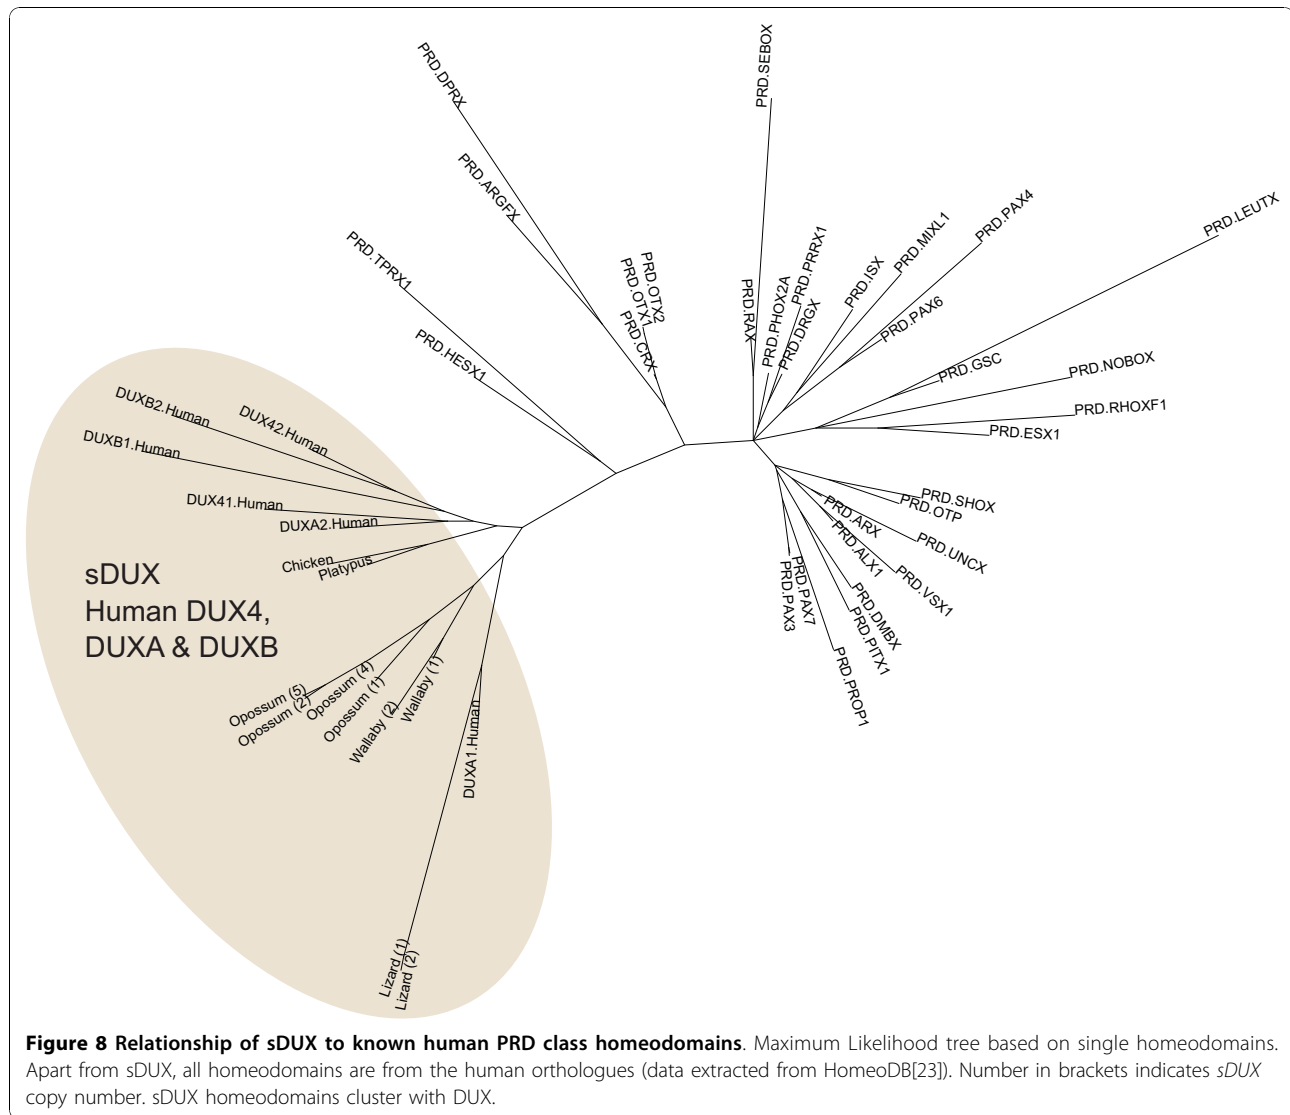 PRD.SEBOX
PRD.DPRX
PRD.ARGFX
PRD.PAX4
PRD.LEUTX
PRD.MIXL1
PRD.TPRX1
PRD.OTX2
PRD.OTX1
PRD.PRRX1
PRD.ISX
PRD.PHOX2A
PRD.RAX
PRD.DRGX
PRD.PAX6
PRD.CRX
PRD.HESX1
PRD.GSC
PRD.NOBOX
PRD.RHOXF1
PRD.ESX1
DUXB2.Human
DUX42.Human
DUXB1.Human
DUX41.Human
DUXA2.Human
Chicken
Platypus
PRD.SHOX
PRD.OTP
PRD.ARX
PRD.ALX1
PRD.UNCX
PRD.VSX1
PRD.PAX7
PRD.PAX3
PRD.DMBX
PRD.PITX1
PRD.PROP1
sDUX
Human DUX4,
DUXA & DUXB
Opossum (5)
Opossum (2)
Opossum (4)
Opossum (1)
Wallaby (2)
Wallaby (1)
DUXA1.Human
Lizard (1)
Lizard (2)
Figure 8 Relationship of sDUX to known human PRD class homeodomains. Maximum Likelihood tree based on single homeodomains.
Apart from sDUX, all homeodomains are from the human orthologues (data extracted from HomeoDB[23]). Number in brackets indicates sDUX
copy number. sDUX homeodomains cluster with DUX.